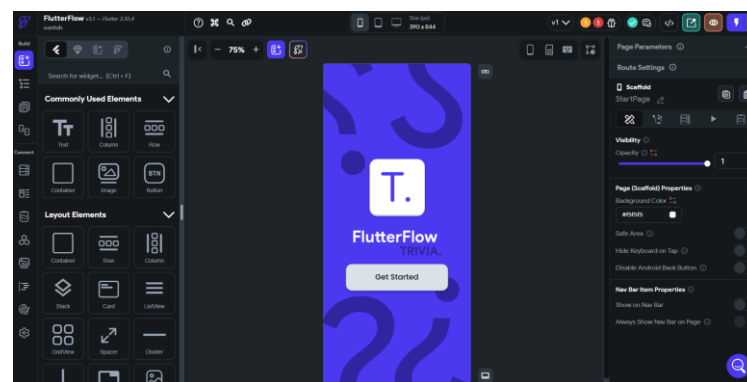 FlutterFlow v3.1 – Flutter 3.10.4
contoh
Size (px)
390 x 844
v1
Build
Search for widget... (Ctrl + F)
Commonly Used Elements
Text
Column
Row
Container
Image
BTN
Button
Layout Elements
Container
Row
Column
Stack
Card
ListView
GridView
Spacer
Divider
Connect
75%
T.
FlutterFlow
TRIVIA.
Get Started
Page Parameters
Route Settings
Scaffold
StartPage
Visibility
Opacity
1
Page (Scaffold) Properties
Background Color
Safe Area
Hide Keyboard on Tap
Disable Android Back Button
Nav Bar Item Properties
Show on Nav Bar
Always Show Nav Bar on Page